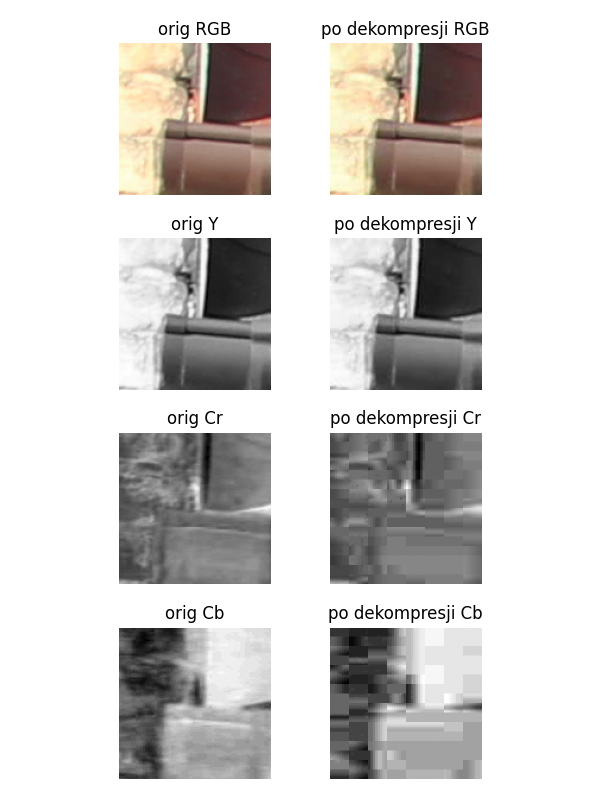 orig RGB
po dekompresji RGB
orig Y
po dekompresji Y
orig Cr
po dekompresji Cr
orig Cb
po dekompresji Cb